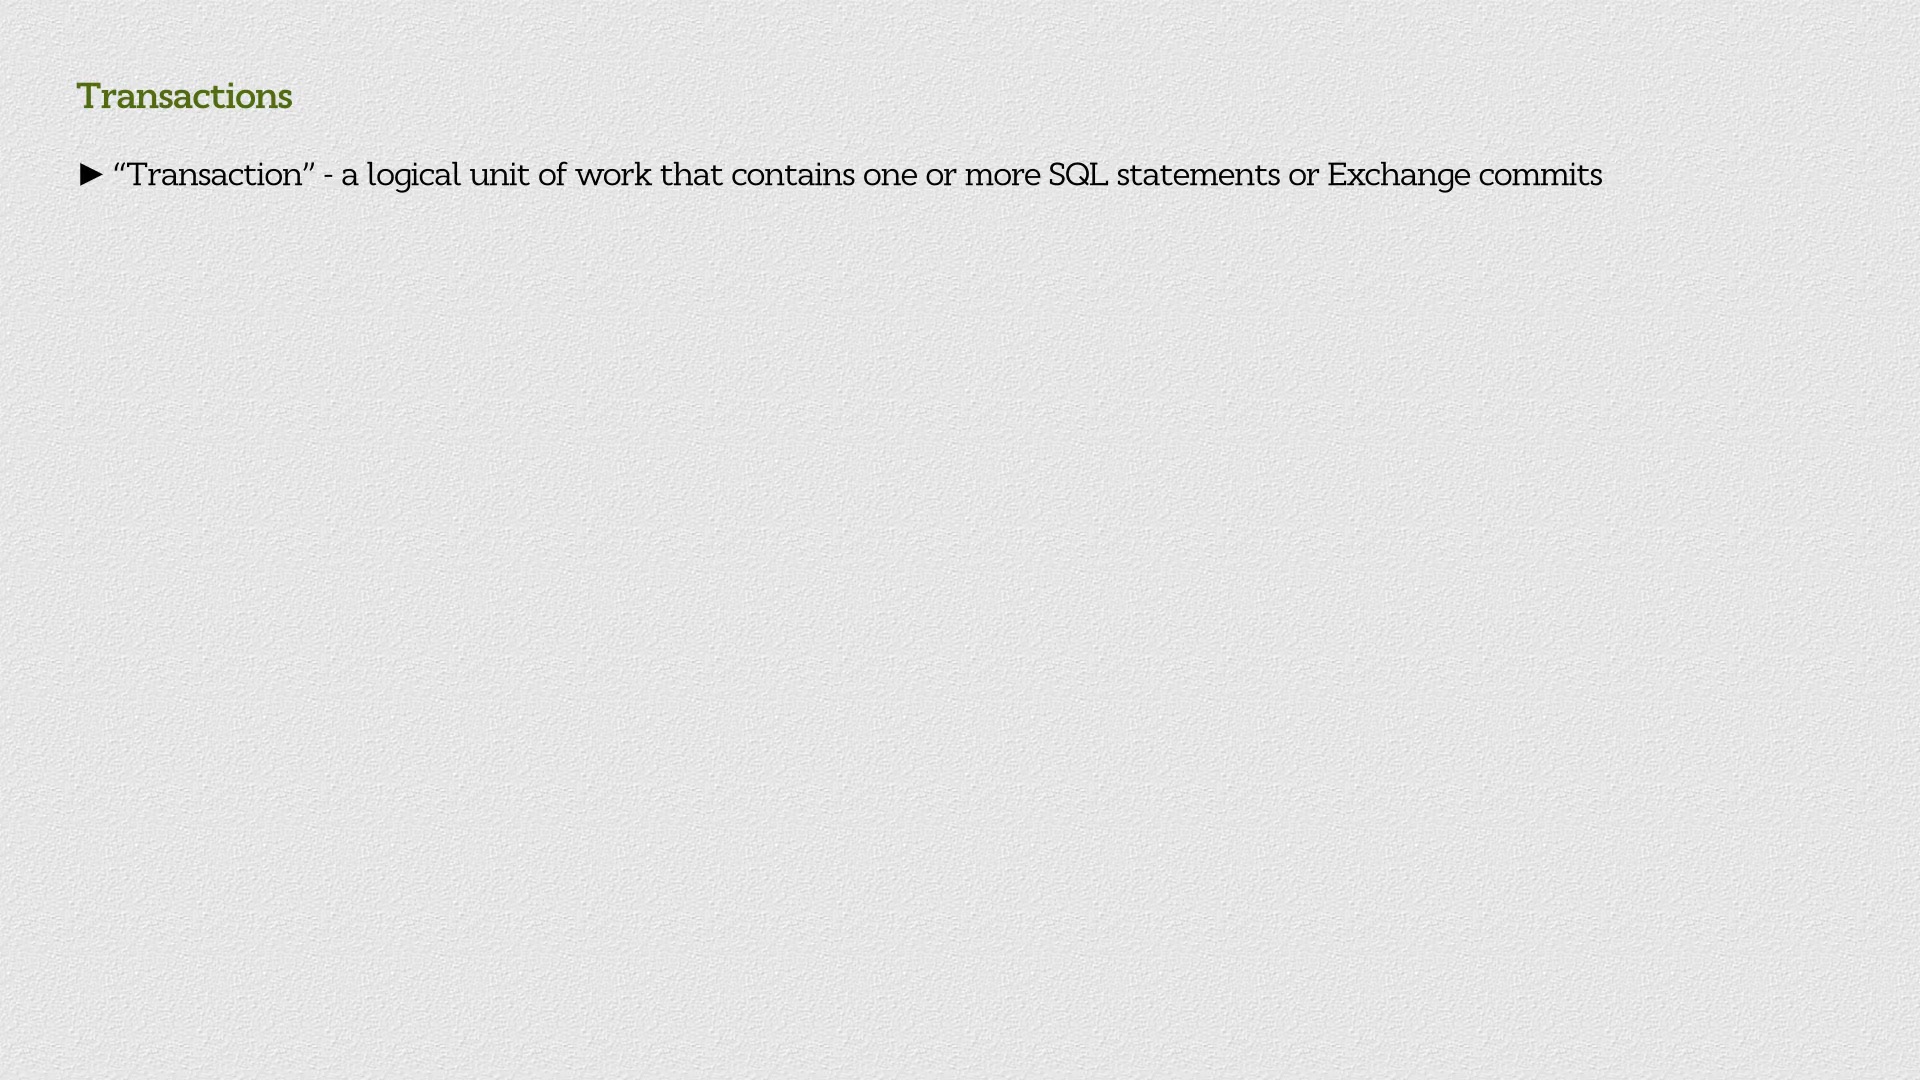 Transactions
► “Transaction” - a logical unit of work that contains one or more SQL statements or Exchange commits